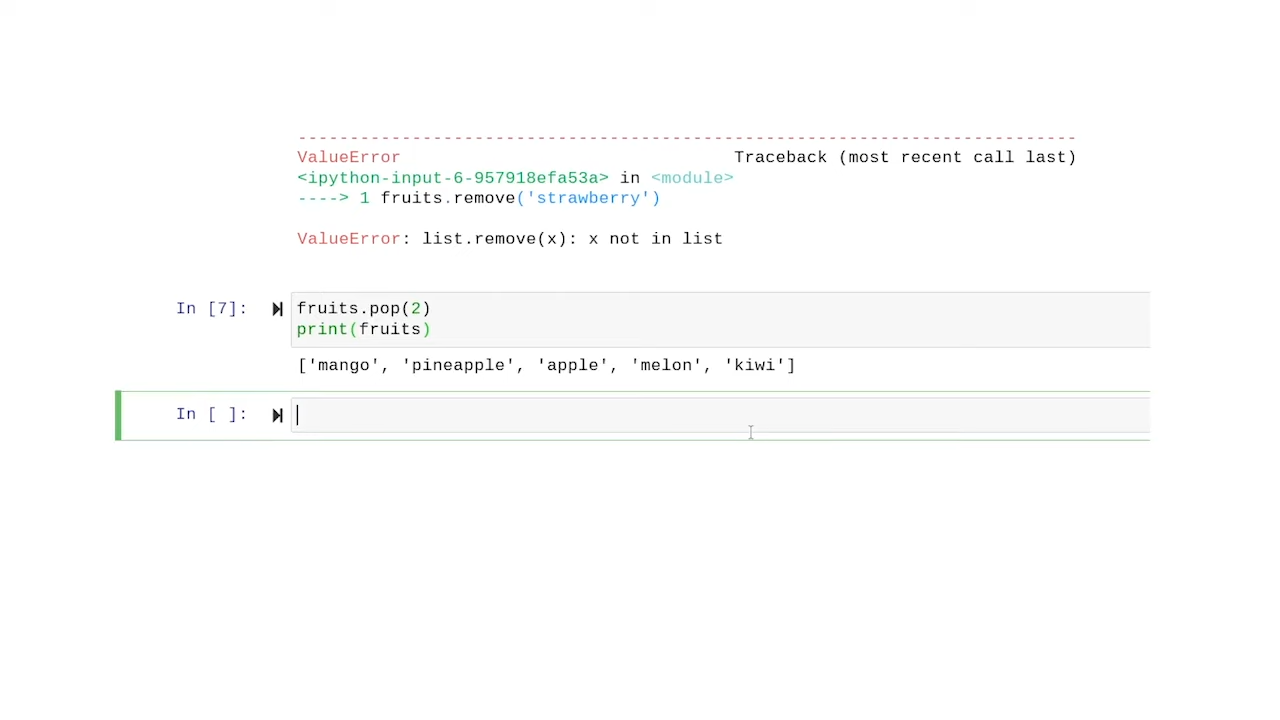 ---------------------------------------------------------------------------
ValueError Traceback (most recent call last)
<ipython-input-6-957918efa53a> in <module>
----> 1 fruits.remove('strawberry')
ValueError: list.remove(x): x not in list
In [7]: fruits.pop(2)
print(fruits)
['mango', 'pineapple', 'apple', 'melon', 'kiwi']
In [ ]: